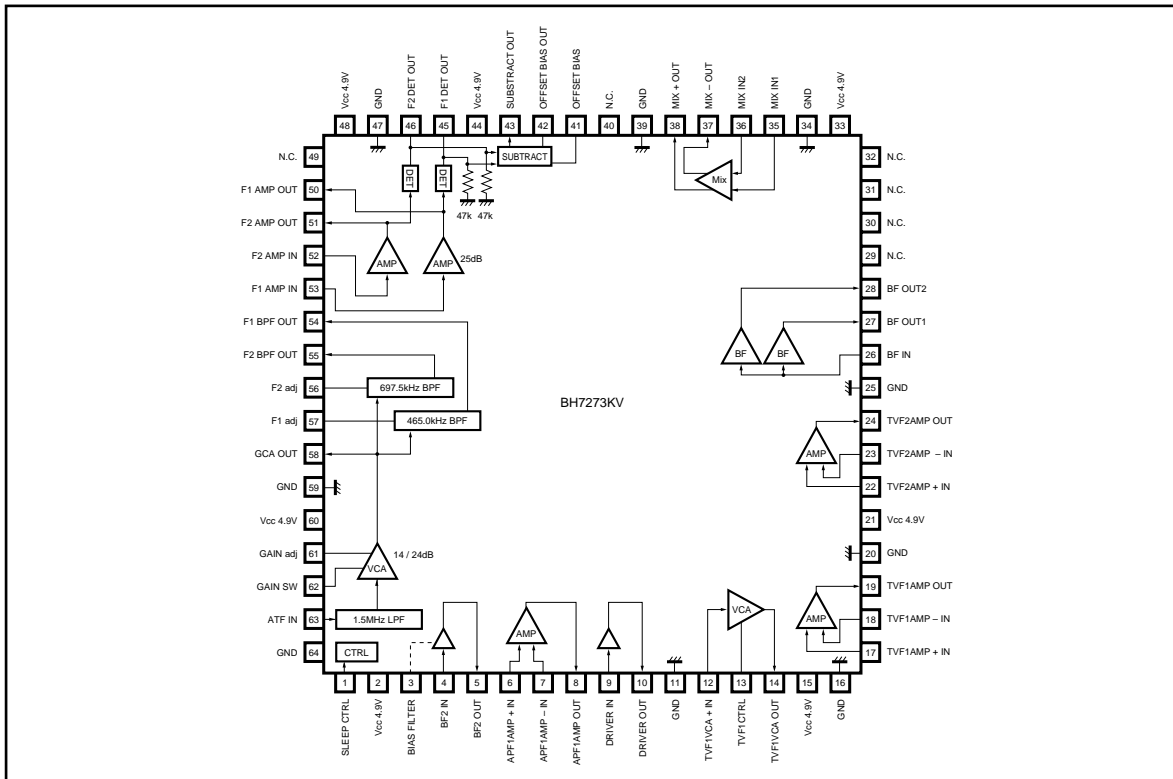 Vcc 4.9V
GND
F2 DET OUT
F1 DET OUT
Vcc 4.9V
SUBSTRACT OUT
OFFSET BIAS OUT
OFFSET BIAS
N.C.
GND
MIX + OUT
MIX – OUT
MIX IN2
MIX IN1
GND
Vcc 4.9V
48 47 46 45 44 43 42 41 40 39 38 37 36 35 34 33
N.C. 49
F1 AMP OUT 50
F2 AMP OUT 51
F2 AMP IN 52
F1 AMP IN 53
F1 BPF OUT 54
F2 BPF OUT 55
F2 adj 56
F1 adj 57
GCA OUT 58
GND 59
Vcc 4.9V 60
GAIN adj 61
GAIN SW 62
ATF IN 63
GND 64
SUBTRACT
DET
DET
47k 47k
AMP
AMP
25dB
Mix
697.5kHz BPF
465.0kHz BPF
BH7273KV
BF
BF
AMP
14 / 24dB
VCA
1.5MHz LPF
CTRL
AMP
VCA
AMP
32 N.C.
31 N.C.
30 N.C.
29 N.C.
28 BF OUT2
27 BF OUT1
26 BF IN
25 GND
24 TVF2AMP OUT
23 TVF2AMP – IN
22 TVF2AMP + IN
21 Vcc 4.9V
20 GND
19 TVF1AMP OUT
18 TVF1AMP – IN
17 TVF1AMP + IN
1 2 3 4 5 6 7 8 9 10 11 12 13 14 15 16
SLEEP CTRL
Vcc 4.9V
BIAS FILTER
BF2 IN
BF2 OUT
APF1AMP + IN
APF1AMP – IN
APF1AMP OUT
DRIVER IN
DRIVER OUT
GND
TVF1VCA + IN
TVF1CTRL
TVF1VCA OUT
Vcc 4.9V
GND